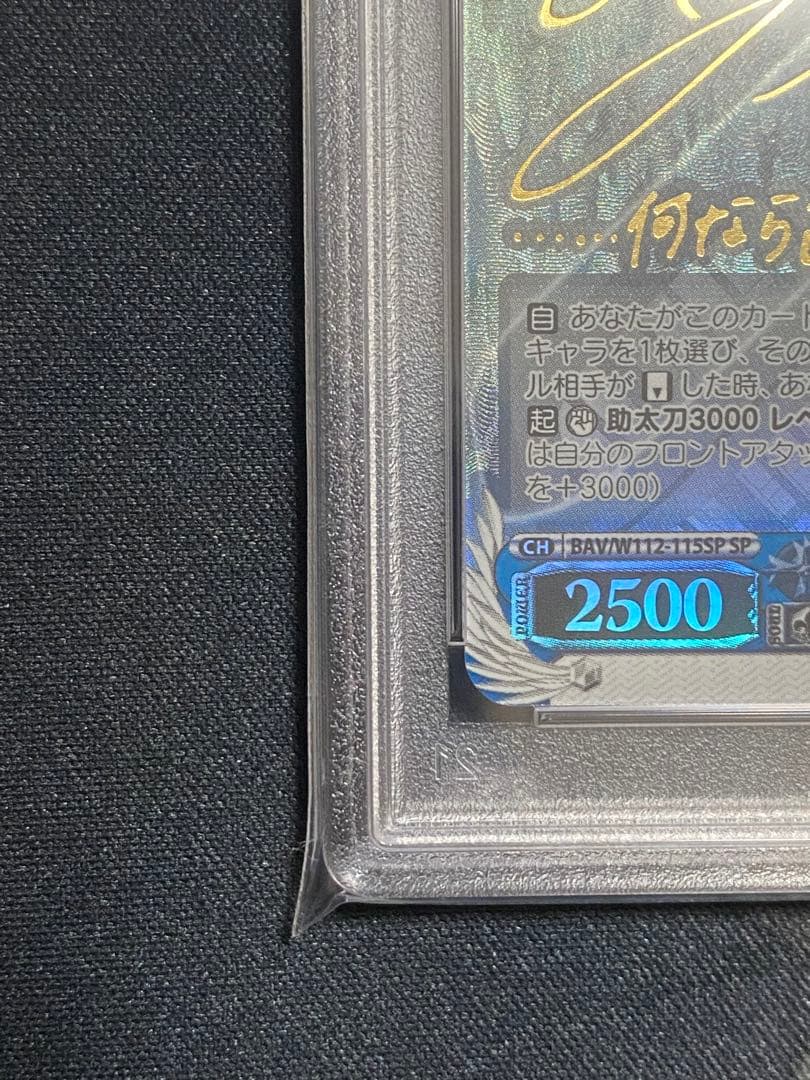 ......何なら
自 あなたがこのカード
キャラを1枚選び、その
ル相手が した時、あ
起 助太刀3000 レベ
は自分のフロントアタッ
を+3000)
CH BAV/W112-115SP SP
POWER 2500
SOUL
27